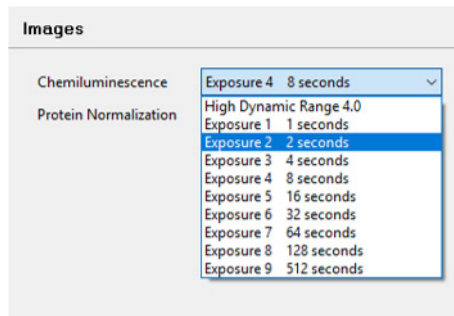 Images
Chemiluminescence Exposure 4 8 seconds
Protein Normalization
High Dynamic Range 4.0
Exposure 1 1 seconds
Exposure 2 2 seconds
Exposure 3 4 seconds
Exposure 4 8 seconds
Exposure 5 16 seconds
Exposure 6 32 seconds
Exposure 7 64 seconds
Exposure 8 128 seconds
Exposure 9 512 seconds